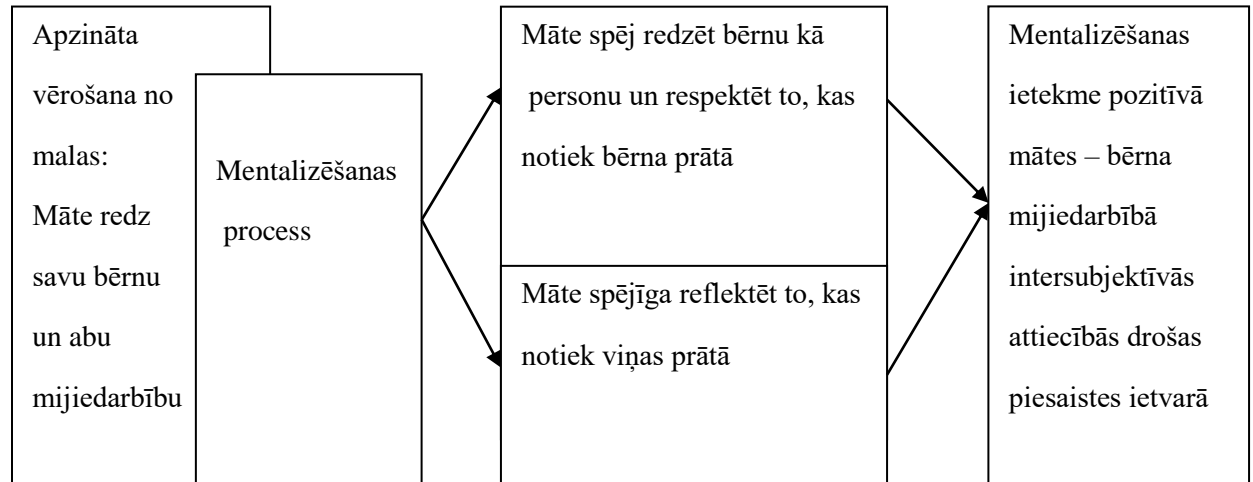 Apzināta
vērošana no
malas:
Māte redz
savu bērnu
un abu
mijiedarbību
Mentalizēšanas
process
Māte spēj redzēt bērnu kā
personu un respektēt to, kas
notiek bērna prātā
Māte spējīga reflektēt to, kas
notiek viņas prātā
Mentalizēšanas
ietekme pozitīvā
mātes – bērna
mijiedarbībā
intersubjektīvās
attiecībās drošas
piesaistes ietvarā